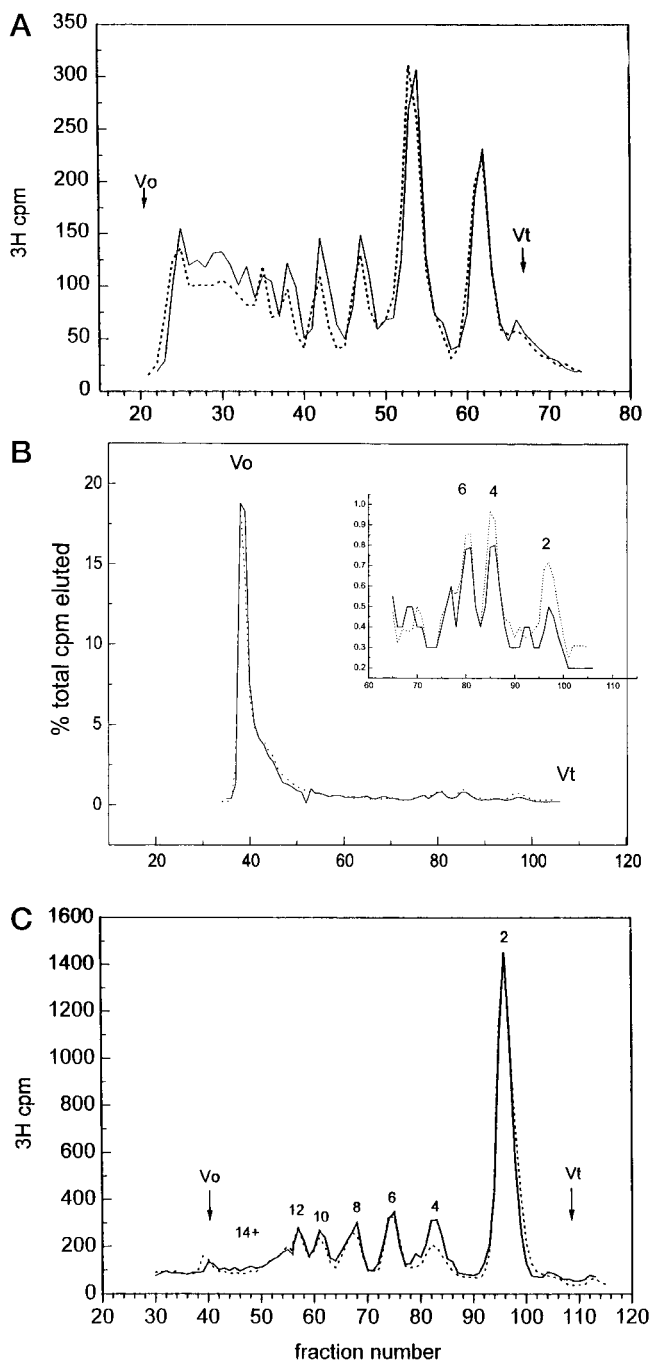 A
350
300
250
200
150
100
50
0
3H cpm
Vo
Vt
20 30 40 50 60 70 80
B
20
15
10
5
0
% total cpm eluted
Vo
Vt
6 4 2
1.0
0.9
0.8
0.7
0.6
0.5
0.4
0.3
0.2
60 70 80 90 100 110
20 40 60 80 100 120
C
1600
1400
1200
1000
800
600
400
200
0
3H cpm
Vo
14+
12
10
8
6
4
2
Vt
20 30 40 50 60 70 80 90 100 110 120
fraction number